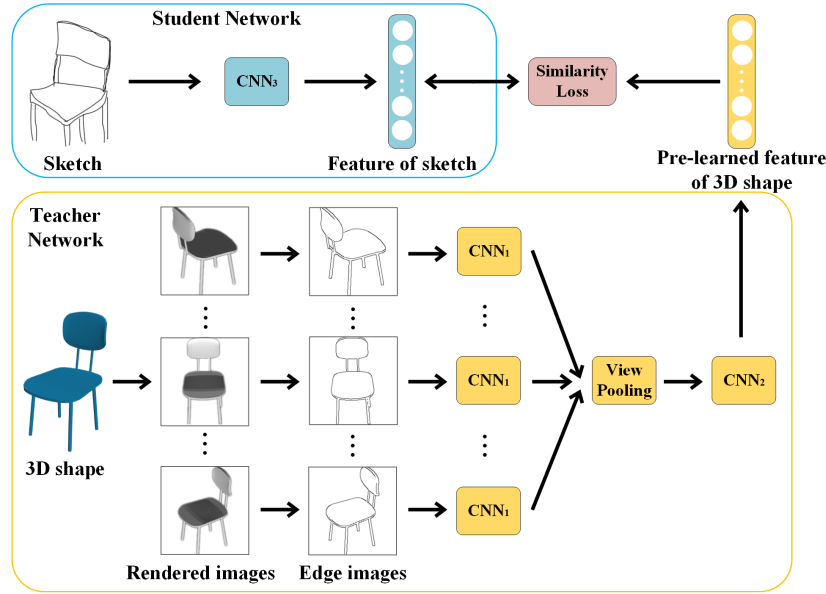 Student Network
Sketch
CNN₃
Feature of sketch
Similarity
Loss
Pre-learned feature
of 3D shape
Teacher
Network
3D shape
Rendered images
Edge images
CNN₁
CNN₁
CNN₁
View
Pooling
CNN₂